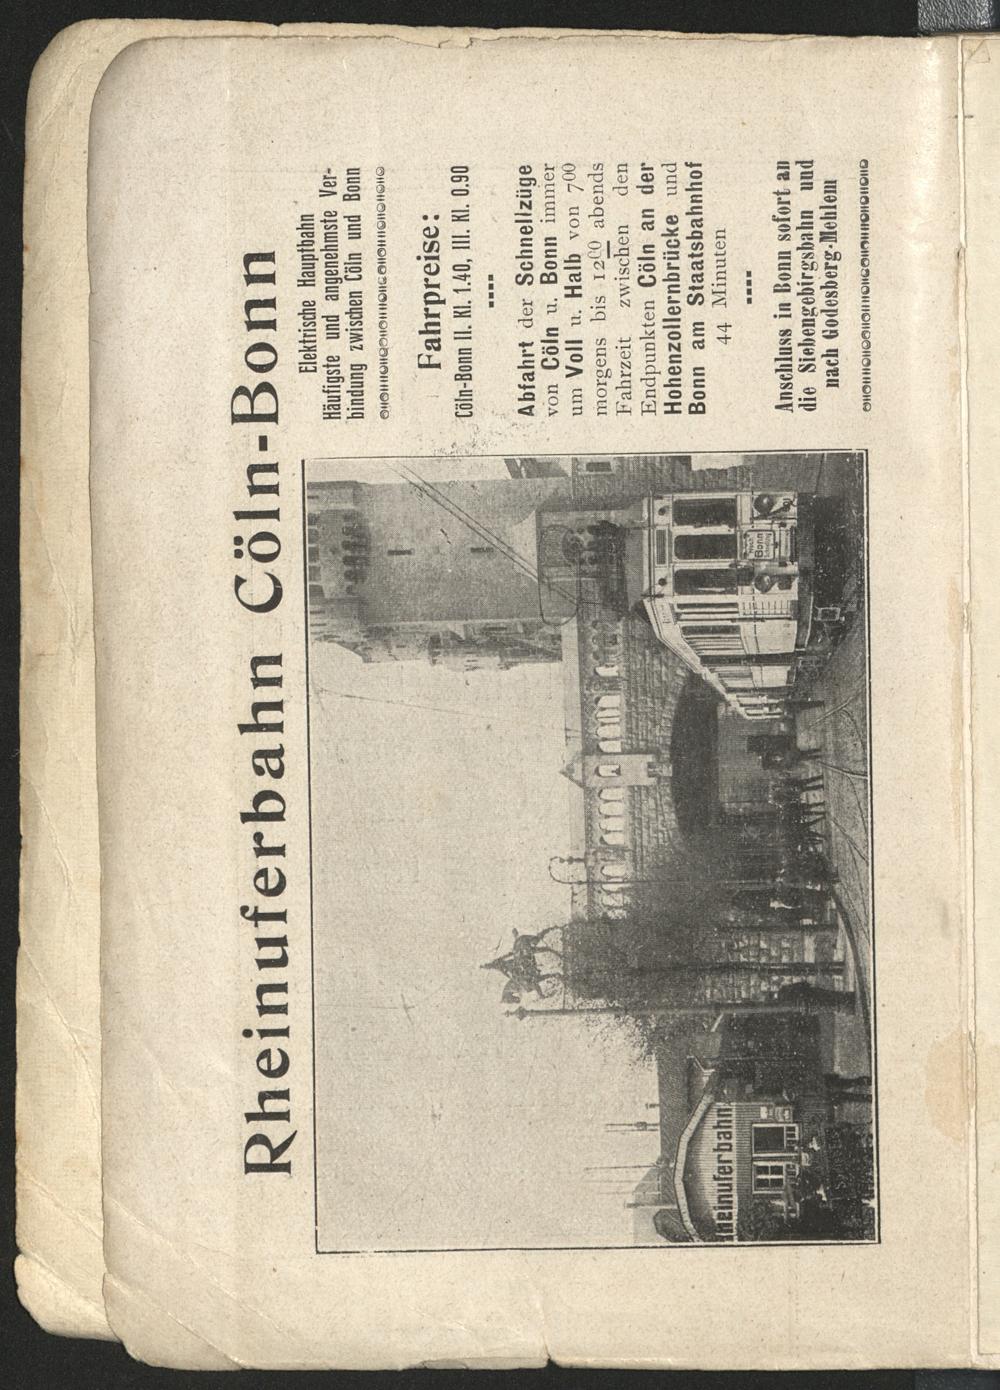 Rheinuferbahn Cöln-Bonn
Elektrische Hauptbahn
Häufigste und angenehmste Ver-
bindung zwischen Cöln und Bonn
Fahrpreise:
Cöln-Bonn II. Kl. 1.40, III. Kl. 0.90
Abfahrt der Schnellzüge
von Cöln u. Bonn immer
um Voll u. Halb von 700
morgens bis 1200 abends
Fahrzeit zwischen den
Endpunkten Cöln an der
Hohenzollernbrücke und
Bonn am Staatsbahnhof
44 Minuten
Anschluss in Bonn sofort an
die Siebengebirgsbahn und
nach Godesberg-Mehlem
heinuferbahn
Nach
Bonn